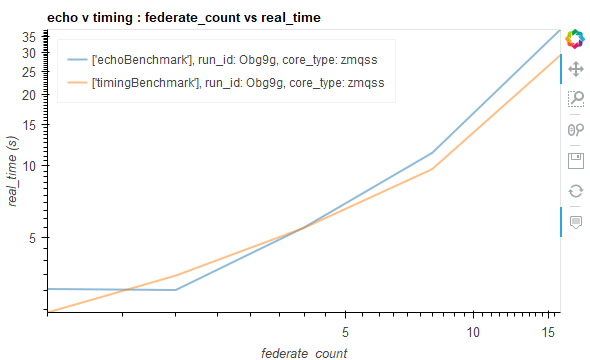 echo v timing : federate_count vs real_time
['echoBenchmark'], run_id: Obg9g, core_type: zmqss
['timingBenchmark'], run_id: Obg9g, core_type: zmqss
35
30
25
20
15
10
5
real_time (s)
5
10
15
federate_count